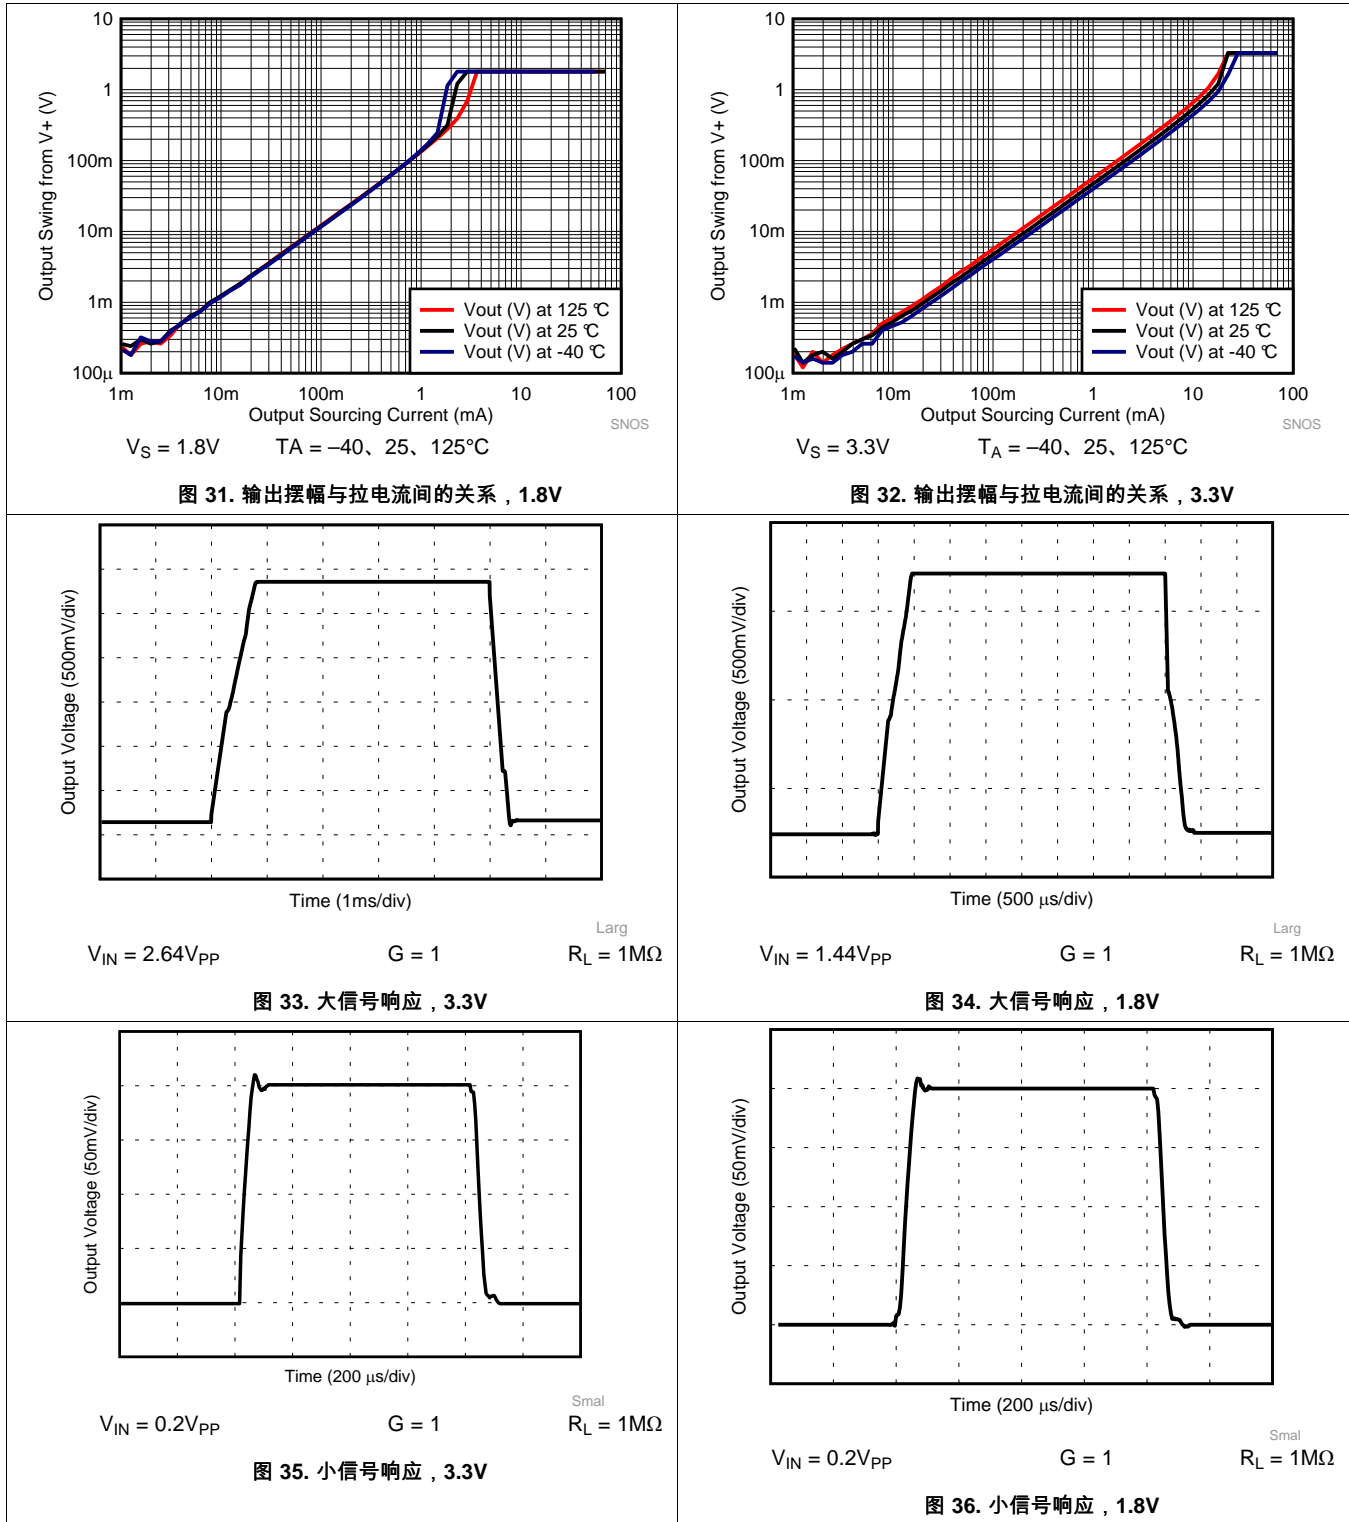 10
1
100m
10m
1m
100µ
Output Swing from V+ (V)
Vout (V) at 125 °C
Vout (V) at 25 °C
Vout (V) at -40 °C
1m 10m 100m 1 10 100
Output Sourcing Current (mA)
SNOS
VS = 1.8V TA = –40、25、125°C
图 31. 输出摆幅与拉电流间的关系，1.8V
10
1
100m
10m
1m
100µ
Output Swing from V+ (V)
Vout (V) at 125 °C
Vout (V) at 25 °C
Vout (V) at -40 °C
1m 10m 100m 1 10 100
Output Sourcing Current (mA)
SNOS
VS = 3.3V TA = –40、25、125°C
图 32. 输出摆幅与拉电流间的关系，3.3V
Output Voltage (500mV/div)
Time (1ms/div)
Larg
VIN = 2.64VPP G = 1 RL = 1MΩ
图 33. 大信号响应，3.3V
Output Voltage (500mV/div)
Time (500 µs/div)
Larg
VIN = 1.44VPP G = 1 RL = 1MΩ
图 34. 大信号响应，1.8V
Output Voltage (50mV/div)
Time (200 µs/div)
Smal
VIN = 0.2VPP G = 1 RL = 1MΩ
图 35. 小信号响应，3.3V
Output Voltage (50mV/div)
Time (200 µs/div)
Smal
VIN = 0.2VPP G = 1 RL = 1MΩ
图 36. 小信号响应，1.8V